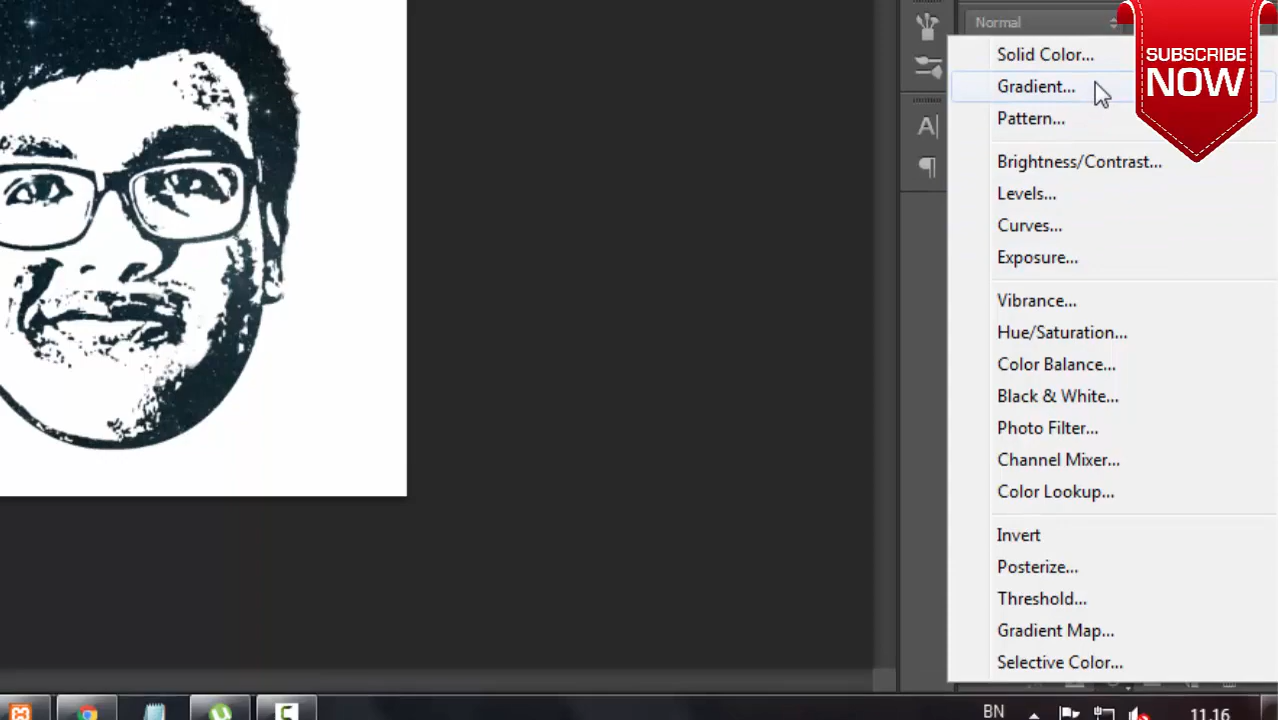 Normal
SUBSCRIBE
NOW
Solid Color...
Gradient...
Pattern...
Brightness/Contrast...
Levels...
Curves...
Exposure...
Vibrance...
Hue/Saturation...
Color Balance...
Black & White...
Photo Filter...
Channel Mixer...
Color Lookup...
Invert
Posterize...
Threshold...
Gradient Map...
Selective Color...
BN
11.16